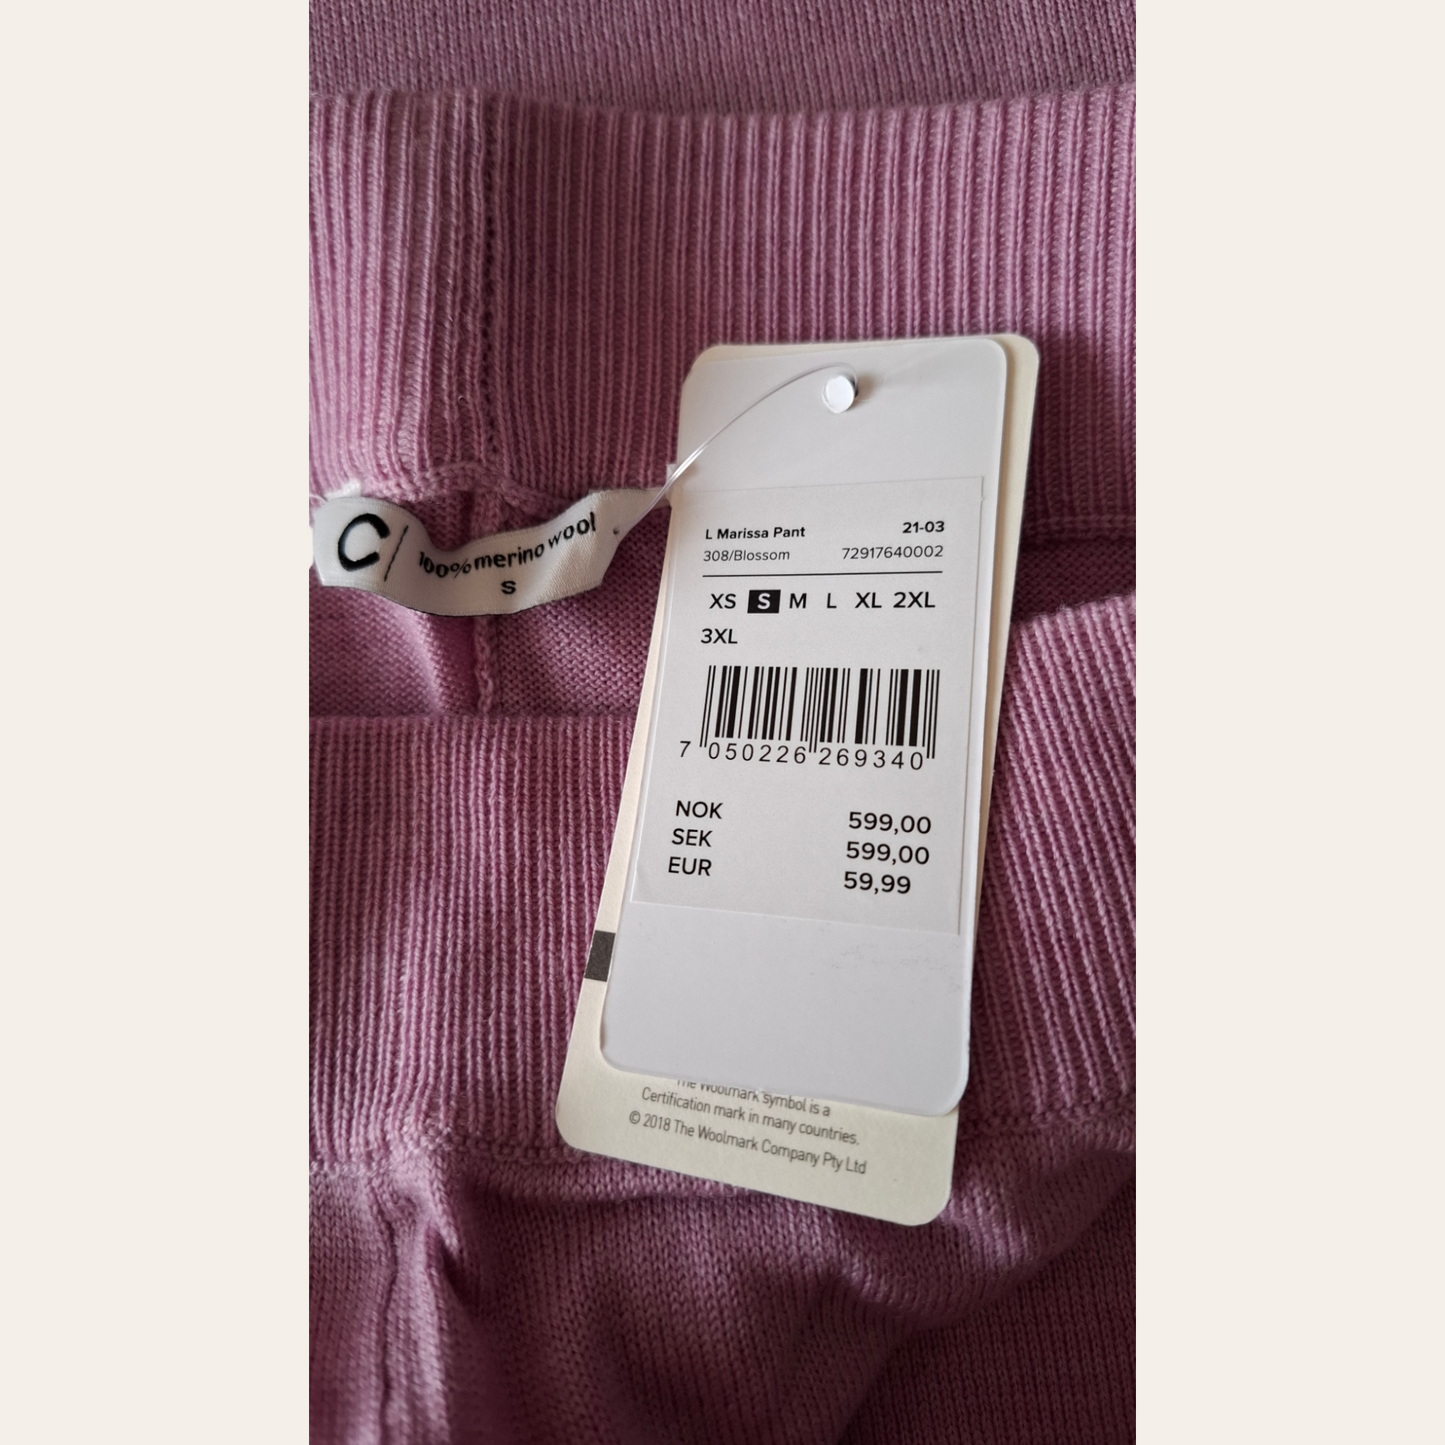 C/ 100% merino wool
S
L Marissa Pant 21-03
308/Blossom 72917640002
XS S M L XL 2XL
3XL
7 050226 269340
NOK 599,00
SEK 599,00
EUR 59,99
The Woolmark symbol is a
Certification mark in many countries.
© 2018 The Woolmark Company Pty Ltd